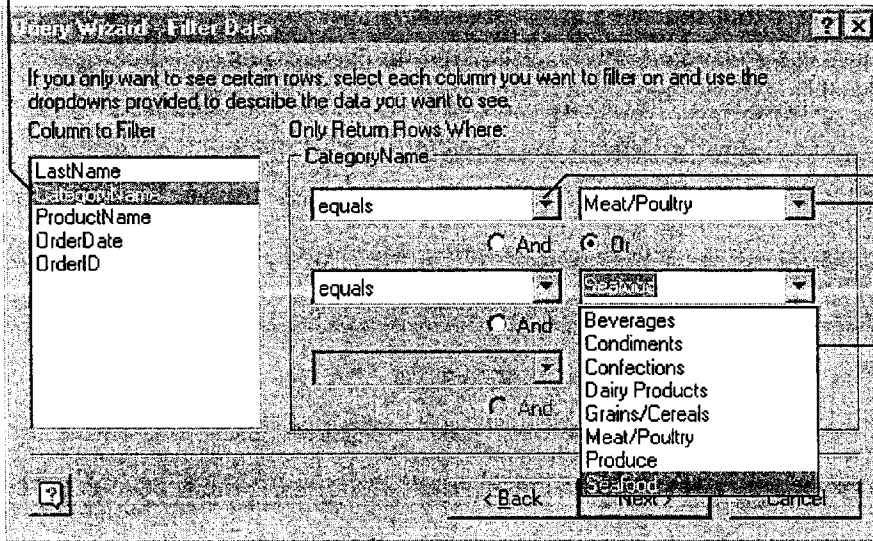 Query Wizard - Filter Data
If you only want to see certain rows, select each column you want to filter on and use the
dropdowns provided to describe the data you want to see.
Column to Filter
Only Return Rows Where:
CategoryName
LastName
CategoryName
ProductName
OrderDate
OrderID
equals
Meat/Poultry
And
Or
equals
Seafood
And
And
Beverages
Condiments
Confections
Dairy Products
Grains/Cereals
Meat/Poultry
Produce
Seafood
< Back
Next >
Cancel